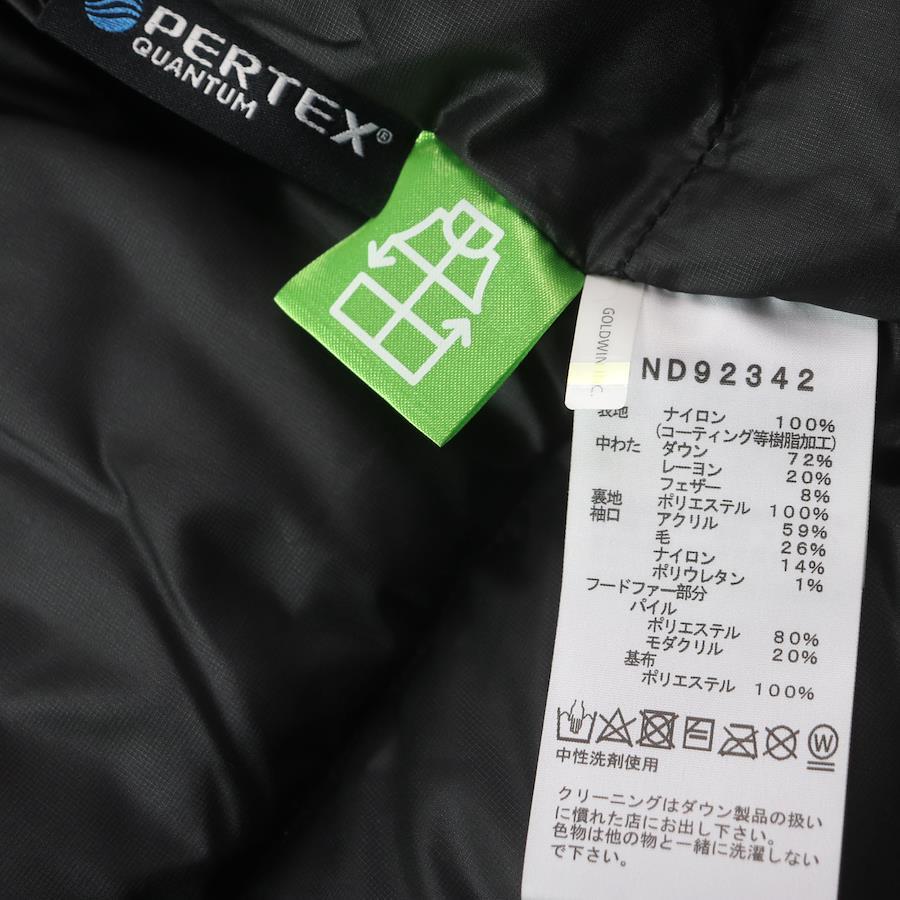 PERTEX®
QUANTUM
GOLDWIN INC.
ND92342
表地 ナイロン 100%
(コーティング等樹脂加工)
中わた ダウン 72%
レーヨン 20%
フェザー 8%
裏地 ポリエステル 100%
袖口 アクリル 59%
毛 26%
ナイロン 14%
ポリウレタン 1%
フードファー部分
パイル
ポリエステル 80%
モダクリル 20%
基布
ポリエステル 100%
W
中性洗剤使用
クリーニングはダウン製品の扱い
に慣れた店にお出し下さい。
色物は他の物と一緒に洗濯しない
で下さい。